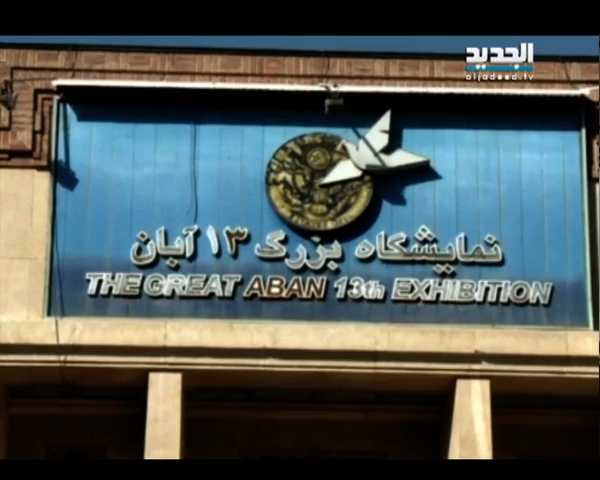 الجديد
aljadeed.tv
نمایشگاه بزرگ ۱۳ آبان
THE GREAT ABAN 13th EXHIBITION